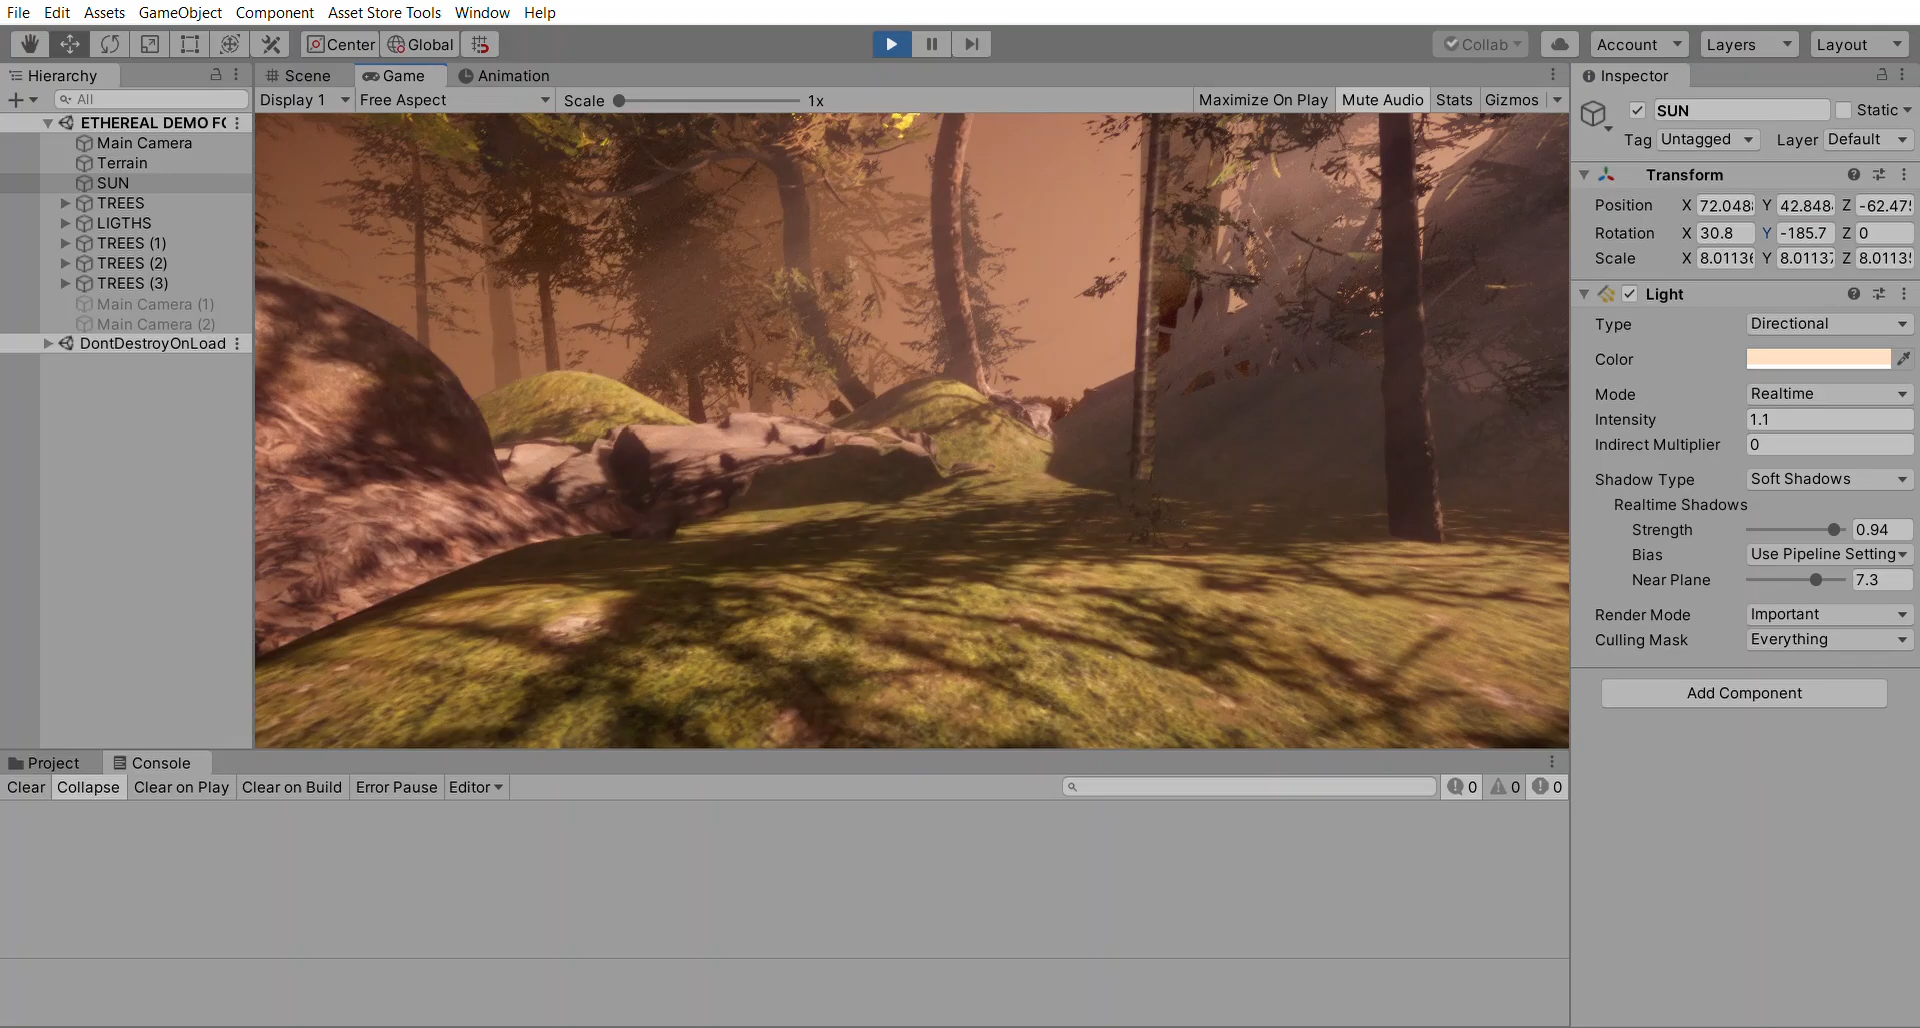 File Edit Assets GameObject Component Asset Store Tools Window Help
Center Global Collab Account Layers Layout
Hierarchy
All
ETHEREAL DEMO FO
Main Camera
Terrain
SUN
TREES
LIGTHS
TREES (1)
TREES (2)
TREES (3)
Main Camera (1)
Main Camera (2)
DontDestroyOnLoad
Scene Game Animation
Display 1 Free Aspect Scale 1x Maximize On Play Mute Audio Stats Gizmos
Inspector
SUN Static
Tag Untagged Layer Default
Transform
Position X 72.048 Y 42.848 Z -62.47
Rotation X 30.8 Y -185.7 Z 0
Scale X 8.0113 Y 8.01137 Z 8.0113
Light
Type Directional
Color
Mode Realtime
Intensity 1.1
Indirect Multiplier 0
Shadow Type Soft Shadows
Realtime Shadows
Strength 0.94
Bias Use Pipeline Setting
Near Plane 7.3
Render Mode Important
Culling Mask Everything
Add Component
Project Console
Clear Collapse Clear on Play Clear on Build Error Pause Editor 0 0 0